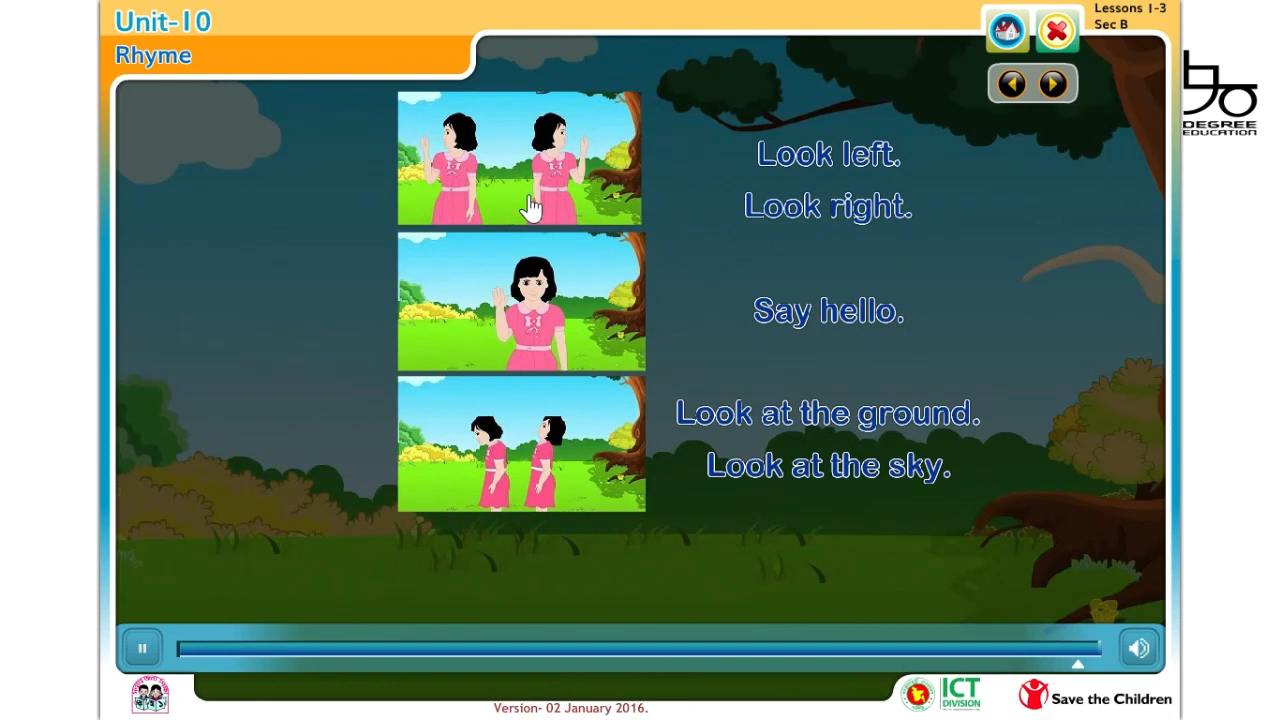 Unit-10
Rhyme
Lessons 1-3
Sec B
DEGREE
EDUCATION
Look left.
Look right.
Say hello.
Look at the ground.
Look at the sky.
Version- 02 January 2016.
ICT
DIVISION
Save the Children